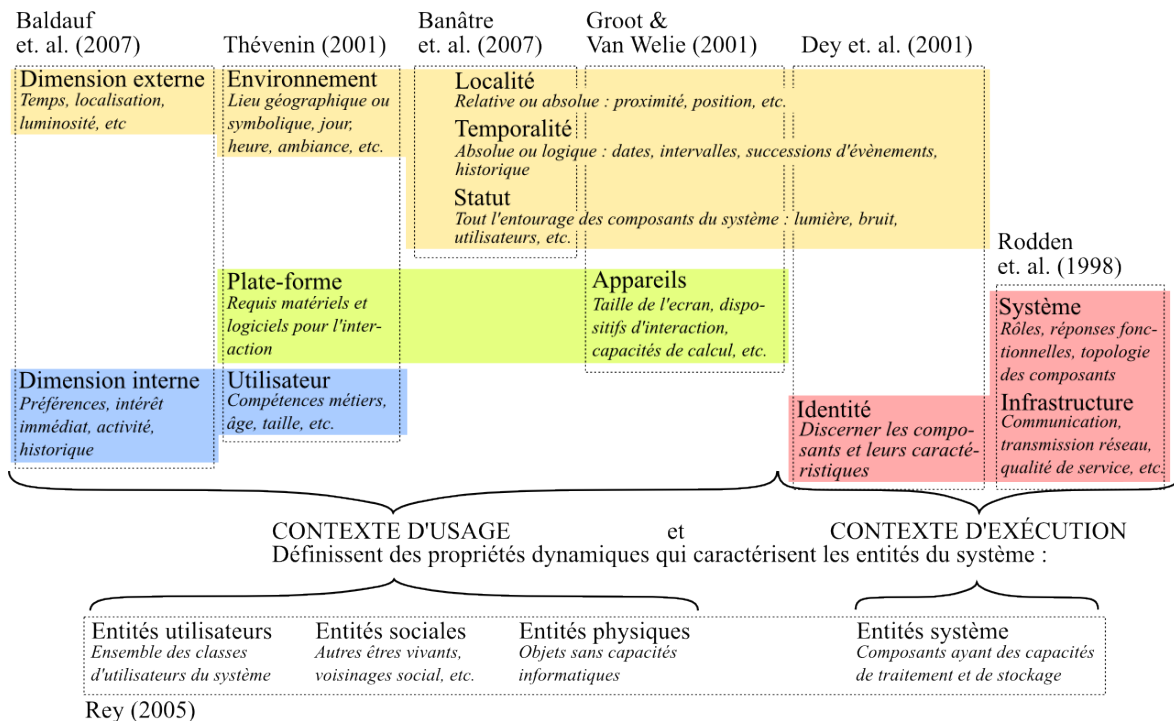 Baldauf
et. al. (2007)
Thévenin (2001)
Banâtre
et. al. (2007)
Groot &
Van Welie (2001)
Dey et. al. (2001)
Dimension externe
Temps, localisation,
luminosité, etc
Environnement
Lieu géographique ou
symbolique, jour,
heure, ambiance, etc.
Localité
Relative ou absolue : proximité, position, etc.
Temporalité
Absolue ou logique : dates, intervalles, successions d'évènements,
historique
Statut
Tout l'entourage des composants du système : lumière, bruit,
utilisateurs, etc.
Rodden
et. al. (1998)
Plate-forme
Requis matériels et
logiciels pour l'inter-
action
Appareils
Taille de l'ecran, dispo-
sitifs d'interaction,
capacités de calcul, etc.
Système
Rôles, réponses fonc-
tionnelles, topologie
des composants
Dimension interne
Préférences, intérêt
immédiat, activité,
historique
Utilisateur
Compétences métiers,
âge, taille, etc.
Identité
Discerner les compo-
sants et leurs caracté-
ristiques
Infrastructure
Communication,
transmission réseau,
qualité de service, etc.
CONTEXTE D'USAGE et CONTEXTE D'EXÉCUTION
Définissent des propriétés dynamiques qui caractérisent les entités du système :
Entités utilisateurs
Ensemble des classes
d'utilisateurs du système
Entités sociales
Autres êtres vivants,
voisinages social, etc.
Entités physiques
Objets sans capacités
informatiques
Entités système
Composants ayant des capacités
de traitement et de stockage
Rey (2005)